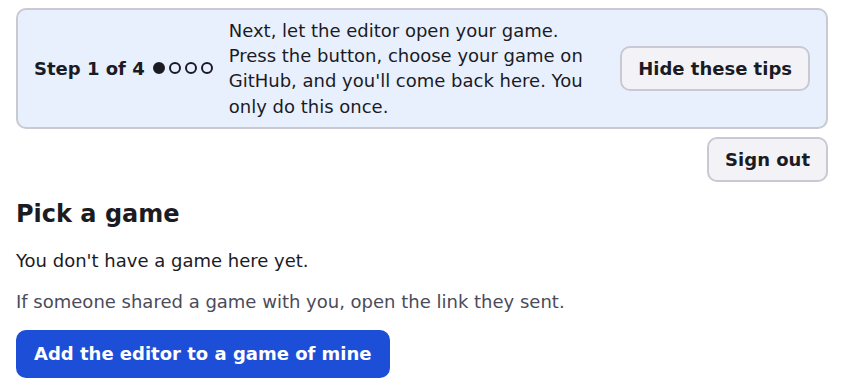 Step 1 of 4
Next, let the editor open your game.
Press the button, choose your game on
GitHub, and you'll come back here. You
only do this once.
Hide these tips
Sign out
Pick a game
You don't have a game here yet.
If someone shared a game with you, open the link they sent.
Add the editor to a game of mine